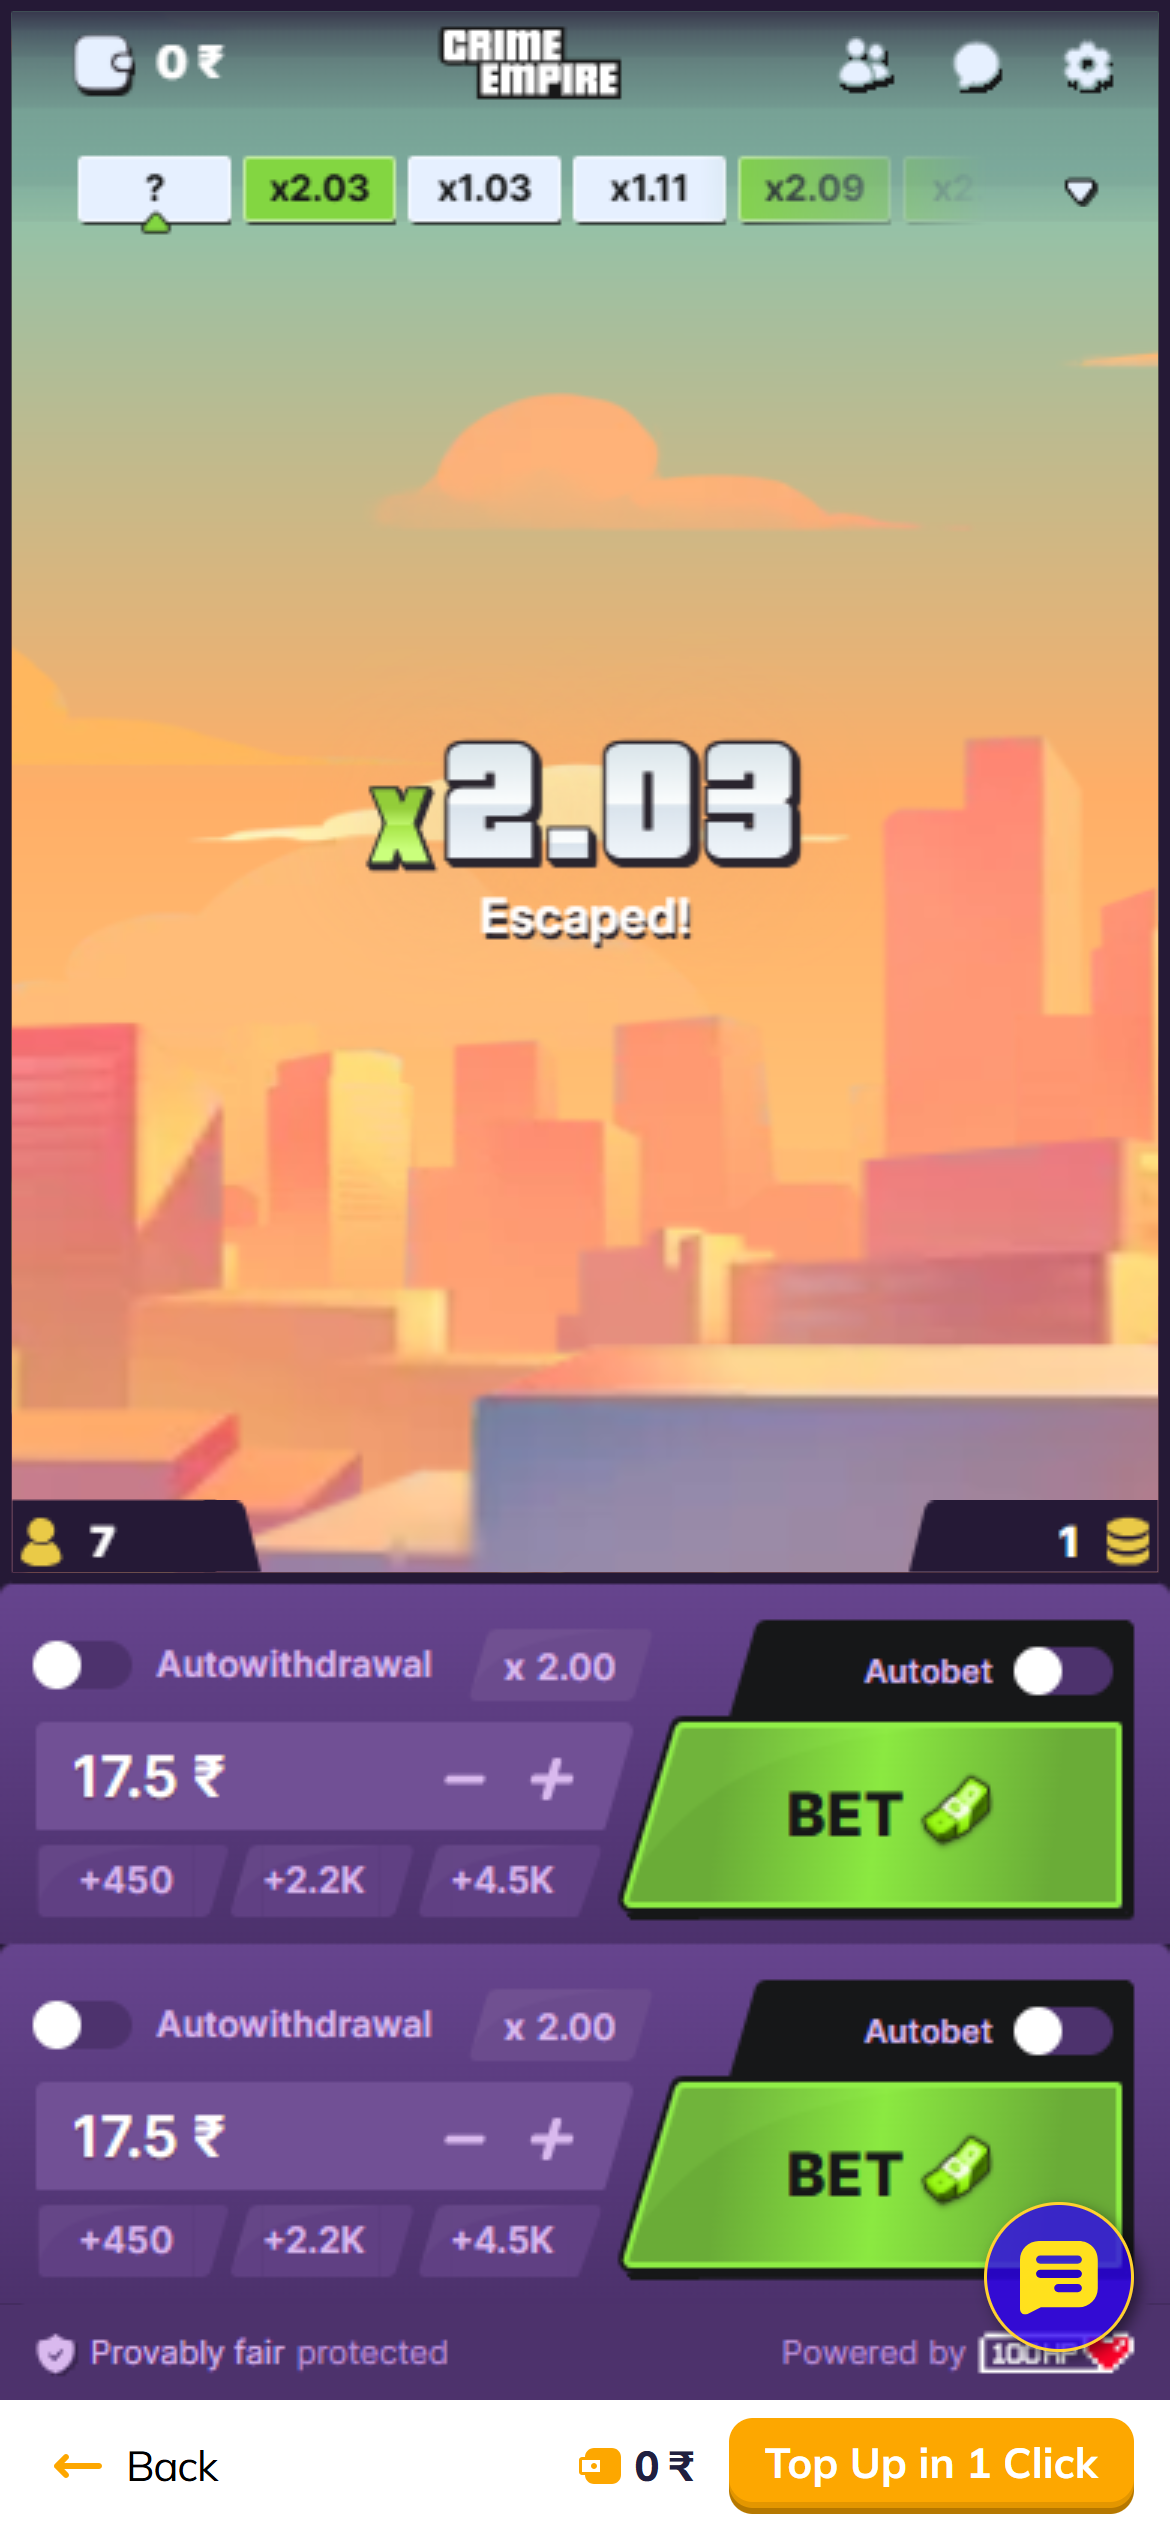 0 ₹
CRIME
EMPIRE
? x2.03 x1.03 x1.11 x2.09 x2.
x2.03
Escaped!
7
1
Autowithdrawal x 2.00 Autobet
17.5 ₹ − +
BET
+450 +2.2K +4.5K
Autowithdrawal x 2.00 Autobet
17.5 ₹ − +
BET
+450 +2.2K +4.5K
Provably fair protected
Powered by 100HP
← Back
0 ₹
Top Up in 1 Click